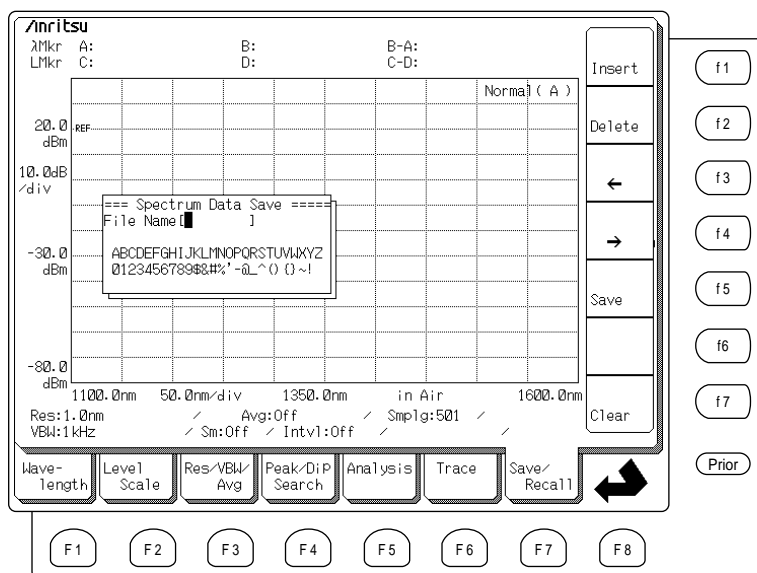 Anritsu
λMkr A: B: B-A:
LMkr C: D: C-D:
Normal( A )
20.0 REF
dBm
10.0dB
/div
-30.0
dBm
-80.0
dBm
=== Spectrum Data Save =====
File Name[ ]
ABCDEFGHIJKLMNOPQRSTUVWXYZ
0123456789$&#%'-@_^(){}~!
1100.0nm 50.0nm/div 1350.0nm in Air 1600.0nm
Res:1.0nm / Avg:Off / Smplg:501 /
VBW:1kHz / Sm:Off / Intvl:Off / /
Insert
Delete
←
→
Save
Clear
Wave-
length
Level
Scale
Res/VBW/
Avg
Peak/Dip
Search
Analysis
Trace
Save/
Recall
f1
f2
f3
f4
f5
f6
f7
Prior
F1 F2 F3 F4 F5 F6 F7 F8